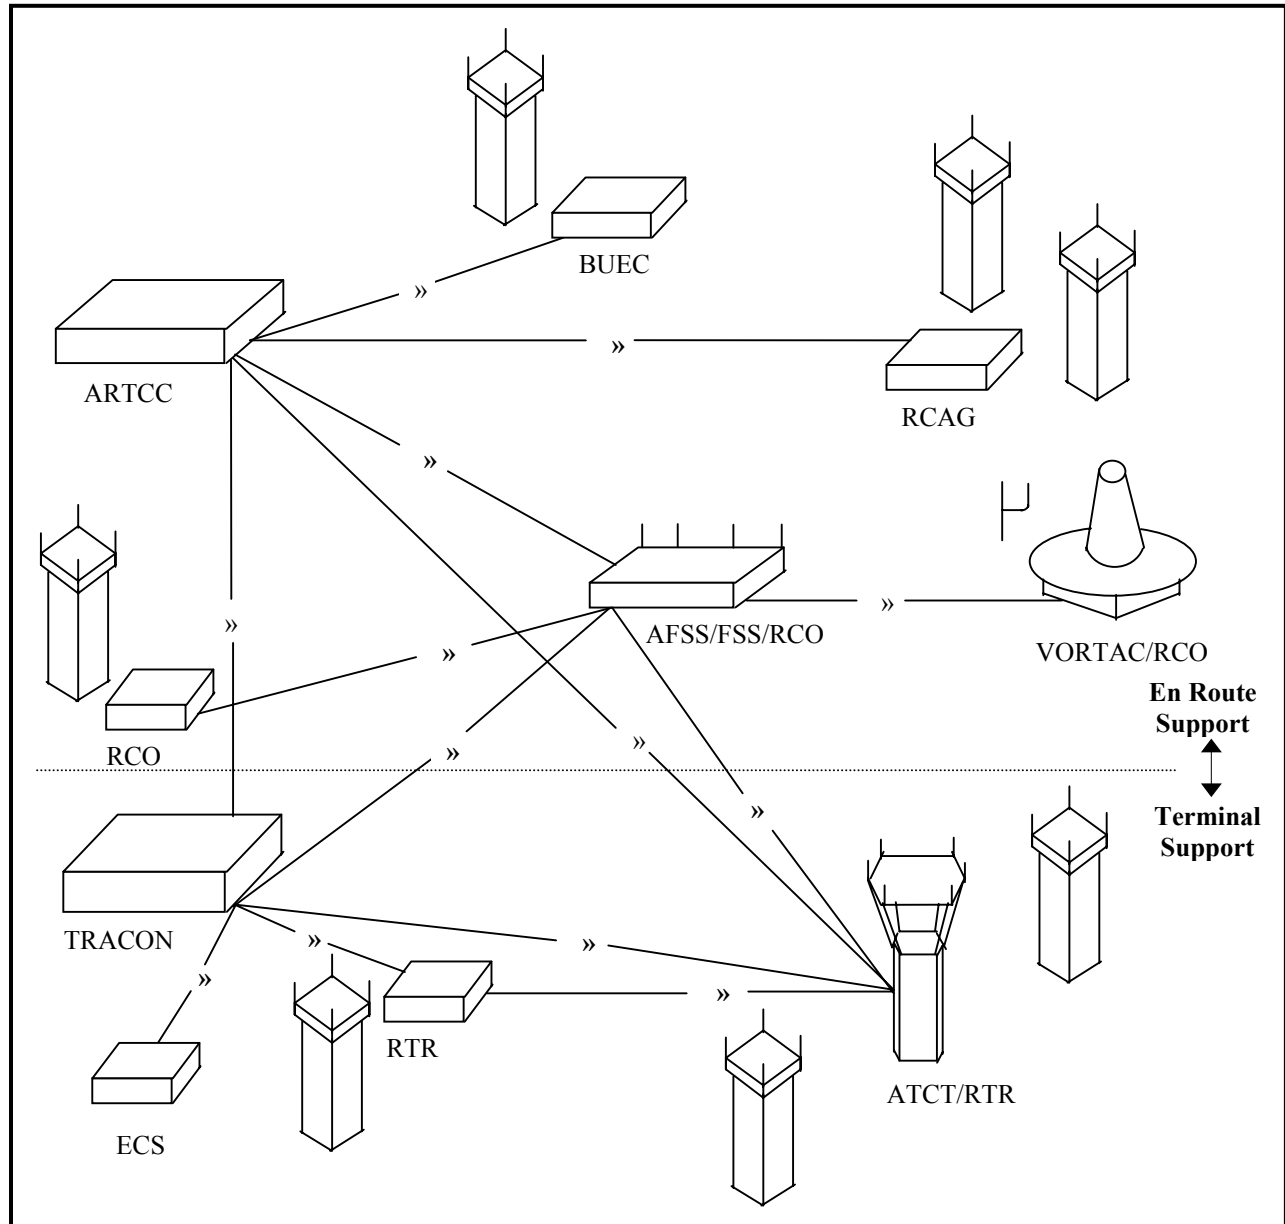 BUEC
»
»
ARTCC
RCAG
»
»
»
AFSS/FSS/RCO
VORTAC/RCO
»
En Route
Support
RCO
»
»
»
Terminal
Support
TRACON
»
»
»
»
RTR
ATCT/RTR
ECS